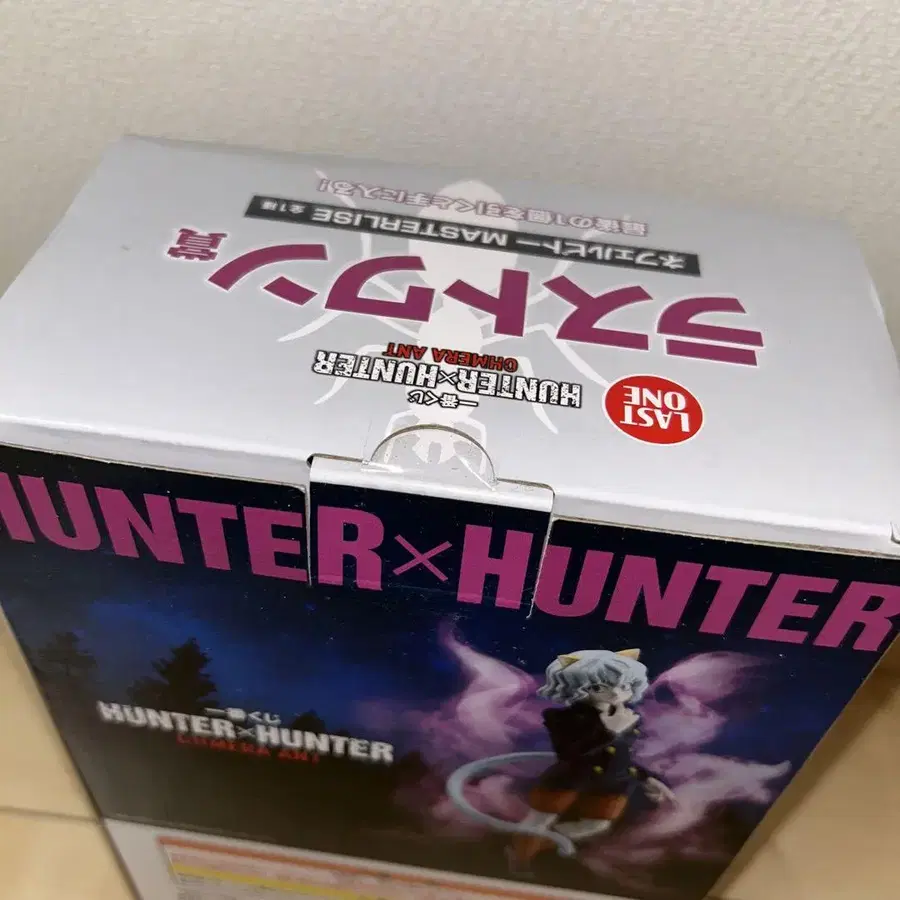 LAST ONE
一番くじ
HUNTER×HUNTER
CHIMERA ANT
ラストワン賞
ネフェルピトー MASTERLISE 全1種
最後の1個を引くと手に入る!
HUNTER×HUNTER
一番くじ
HUNTER×HUNTER
CHIMERA ANT